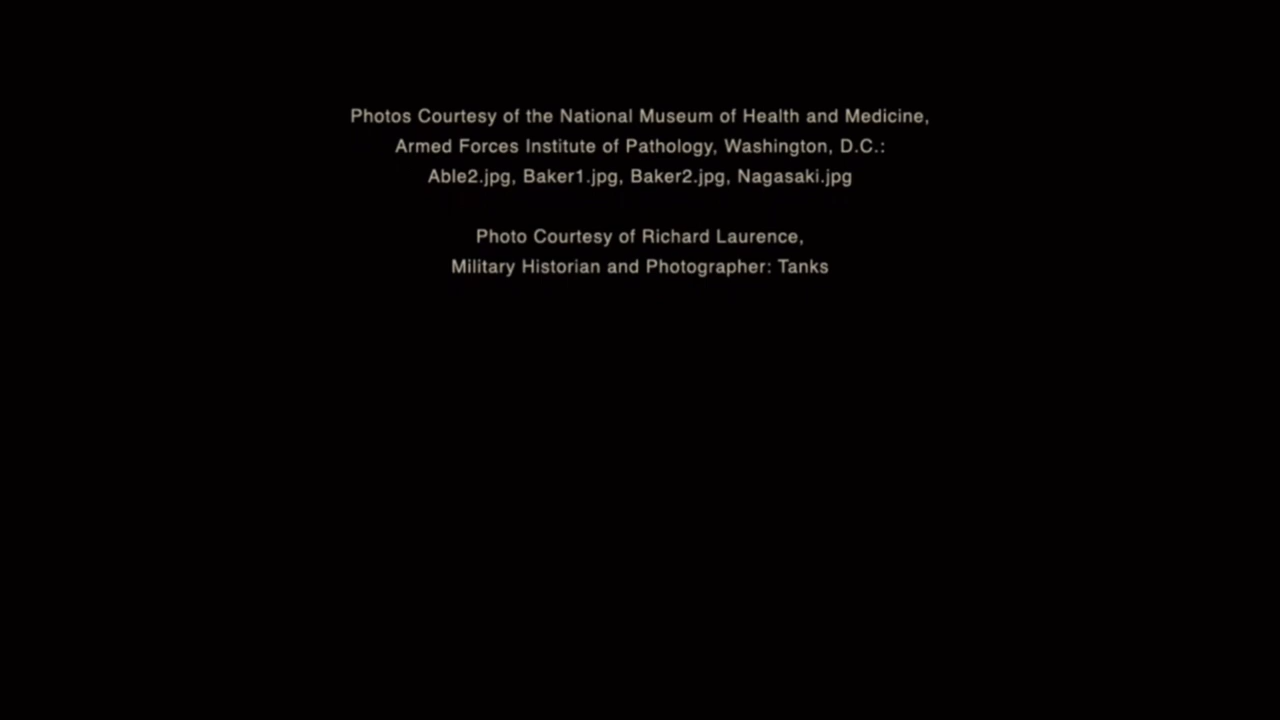 Photos Courtesy of the National Museum of Health and Medicine,
Armed Forces Institute of Pathology, Washington, D.C.:
Able2.jpg, Baker1.jpg, Baker2.jpg, Nagasaki.jpg
Photo Courtesy of Richard Laurence,
Military Historian and Photographer: Tanks